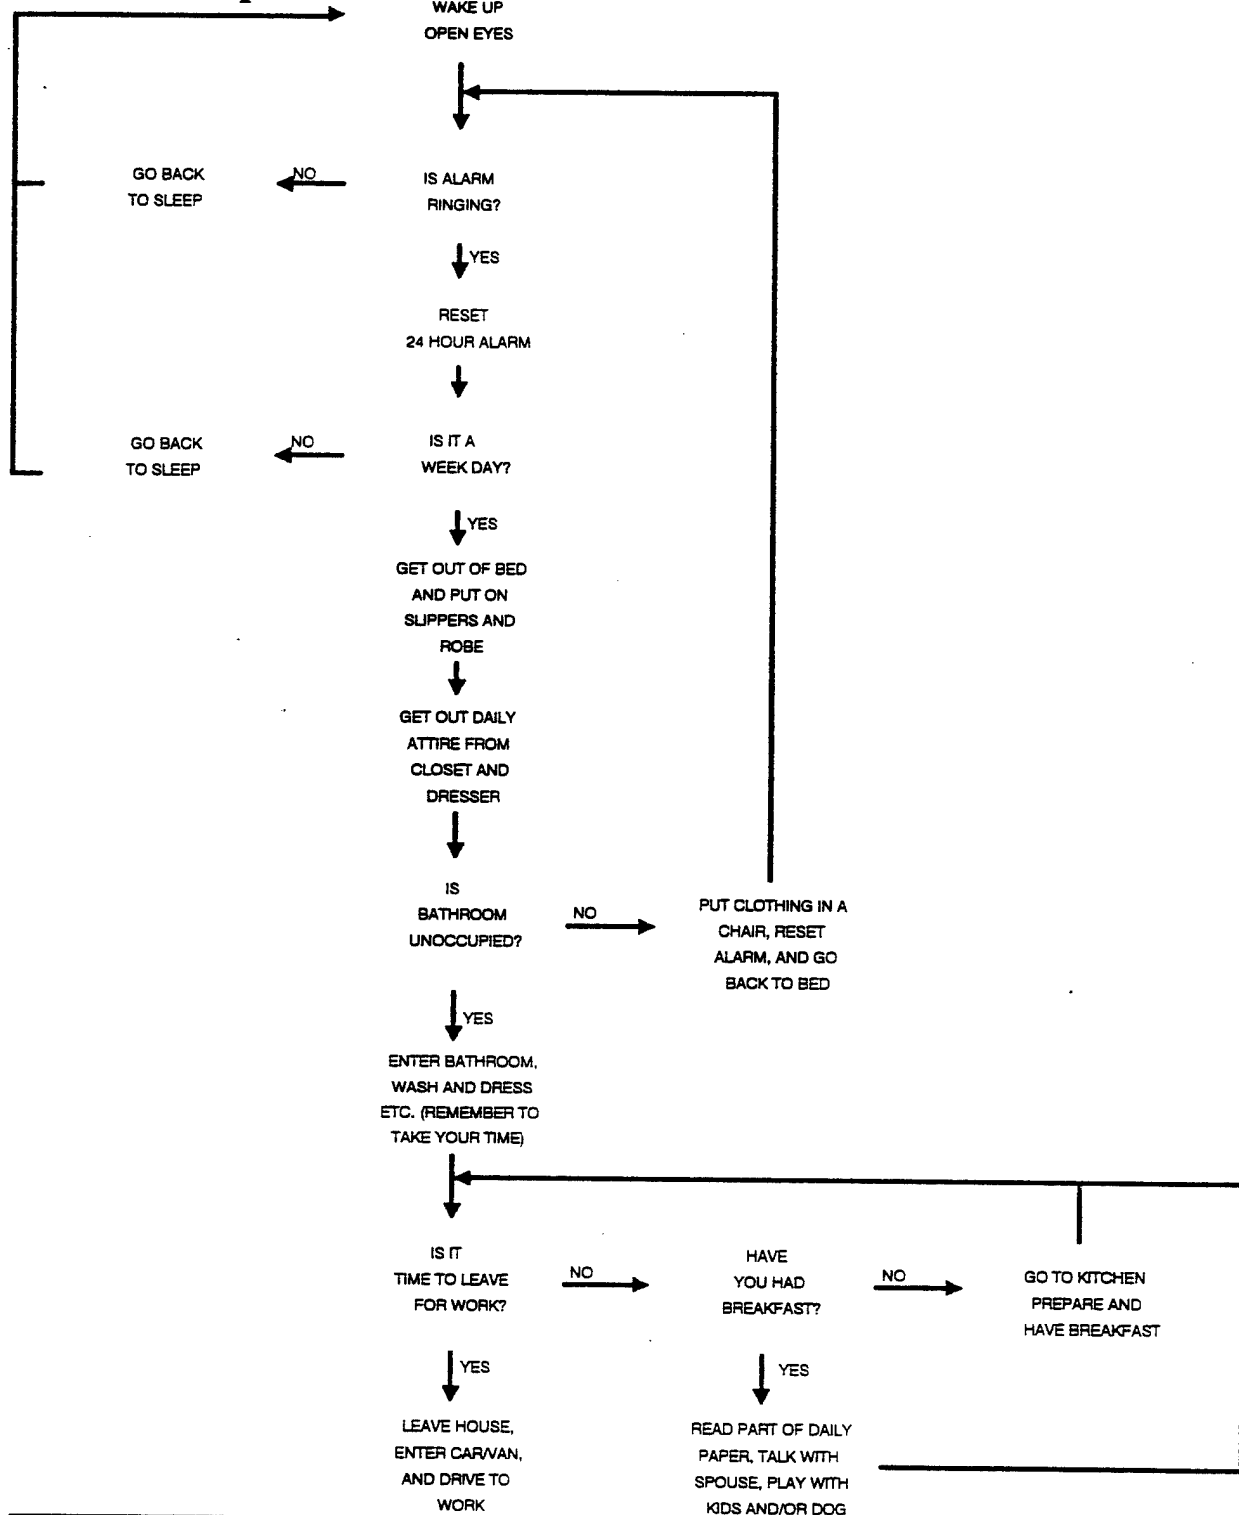 WAKE UP
OPEN EYES
GO BACK
TO SLEEP
NO
IS ALARM
RINGING?
YES
RESET
24 HOUR ALARM
GO BACK
TO SLEEP
NO
IS IT A
WEEK DAY?
YES
GET OUT OF BED
AND PUT ON
SLIPPERS AND
ROBE
GET OUT DAILY
ATTIRE FROM
CLOSET AND
DRESSER
IS
BATHROOM
UNOCCUPIED?
NO
PUT CLOTHING IN A
CHAIR, RESET
ALARM, AND GO
BACK TO BED
YES
ENTER BATHROOM,
WASH AND DRESS
ETC. (REMEMBER TO
TAKE YOUR TIME)
IS IT
TIME TO LEAVE
FOR WORK?
NO
HAVE
YOU HAD
BREAKFAST?
NO
GO TO KITCHEN
PREPARE AND
HAVE BREAKFAST
YES
YES
LEAVE HOUSE,
ENTER CAR/VAN,
AND DRIVE TO
WORK
READ PART OF DAILY
PAPER, TALK WITH
SPOUSE, PLAY WITH
KIDS AND/OR DOG